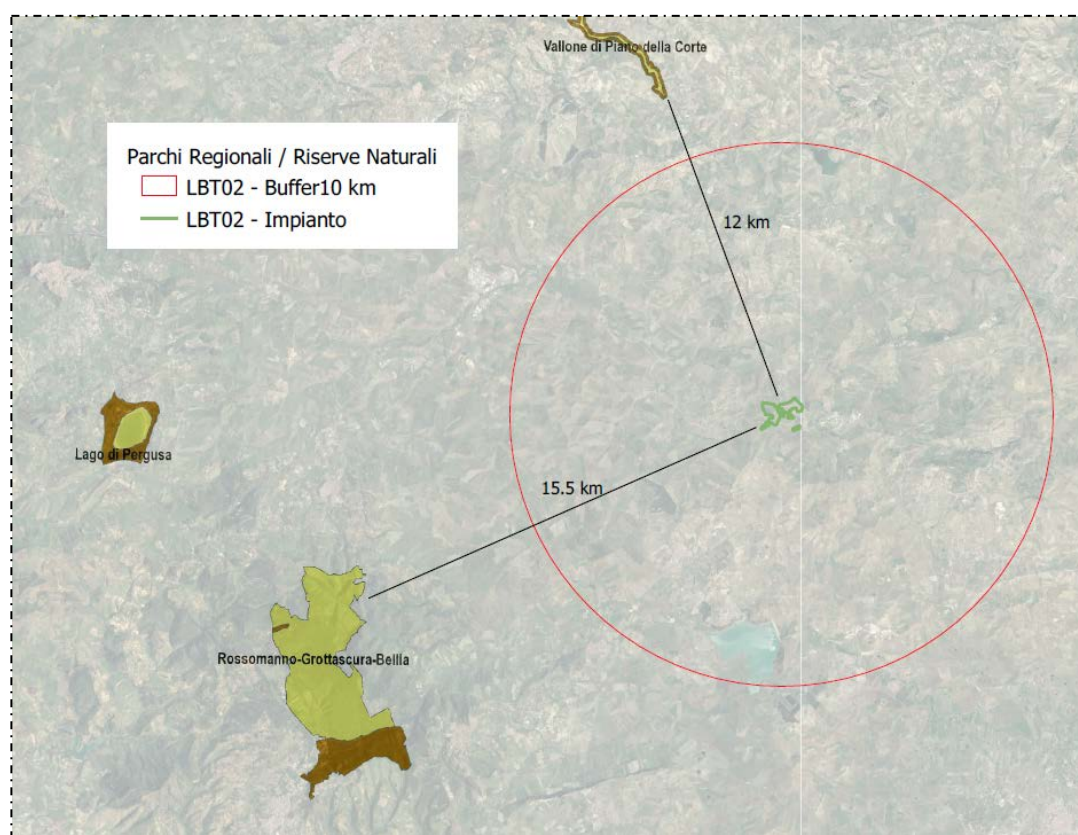 Vallone di Piano della Corte
Parchi Regionali / Riserve Naturali
LBT02 - Buffer10 km
LBT02 - Impianto
12 km
Lago di Pergusa
15.5 km
Rossomanno-Grottascura-Bellia